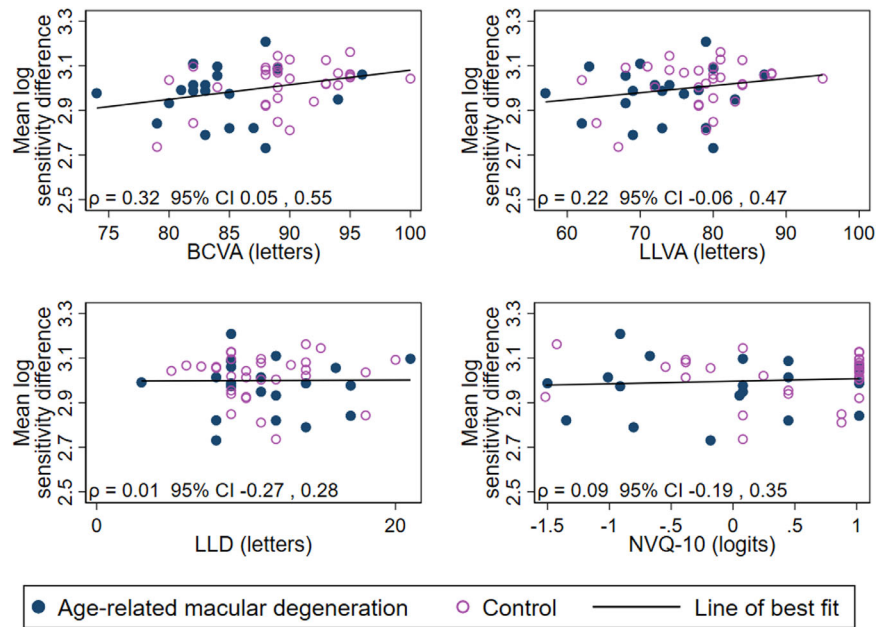 Mean log
sensitivity difference
3.3
3.1
2.9
2.7
2.5
ρ = 0.32 95% CI 0.05 , 0.55
75 80 85 90 95 100
BCVA (letters)
Mean log
sensitivity difference
3.3
3.1
2.9
2.7
2.5
ρ = 0.22 95% CI -0.06 , 0.47
60 70 80 90 100
LLVA (letters)
Mean log
sensitivity difference
3.3
3.1
2.9
2.7
2.5
ρ = 0.01 95% CI -0.27 , 0.28
0 10 20
LLD (letters)
Mean log
sensitivity difference
3.3
3.1
2.9
2.7
2.5
ρ = 0.09 95% CI -0.19 , 0.35
-1.5 -1 -.5 0 .5 1
NVQ-10 (logits)
Age-related macular degeneration Control Line of best fit